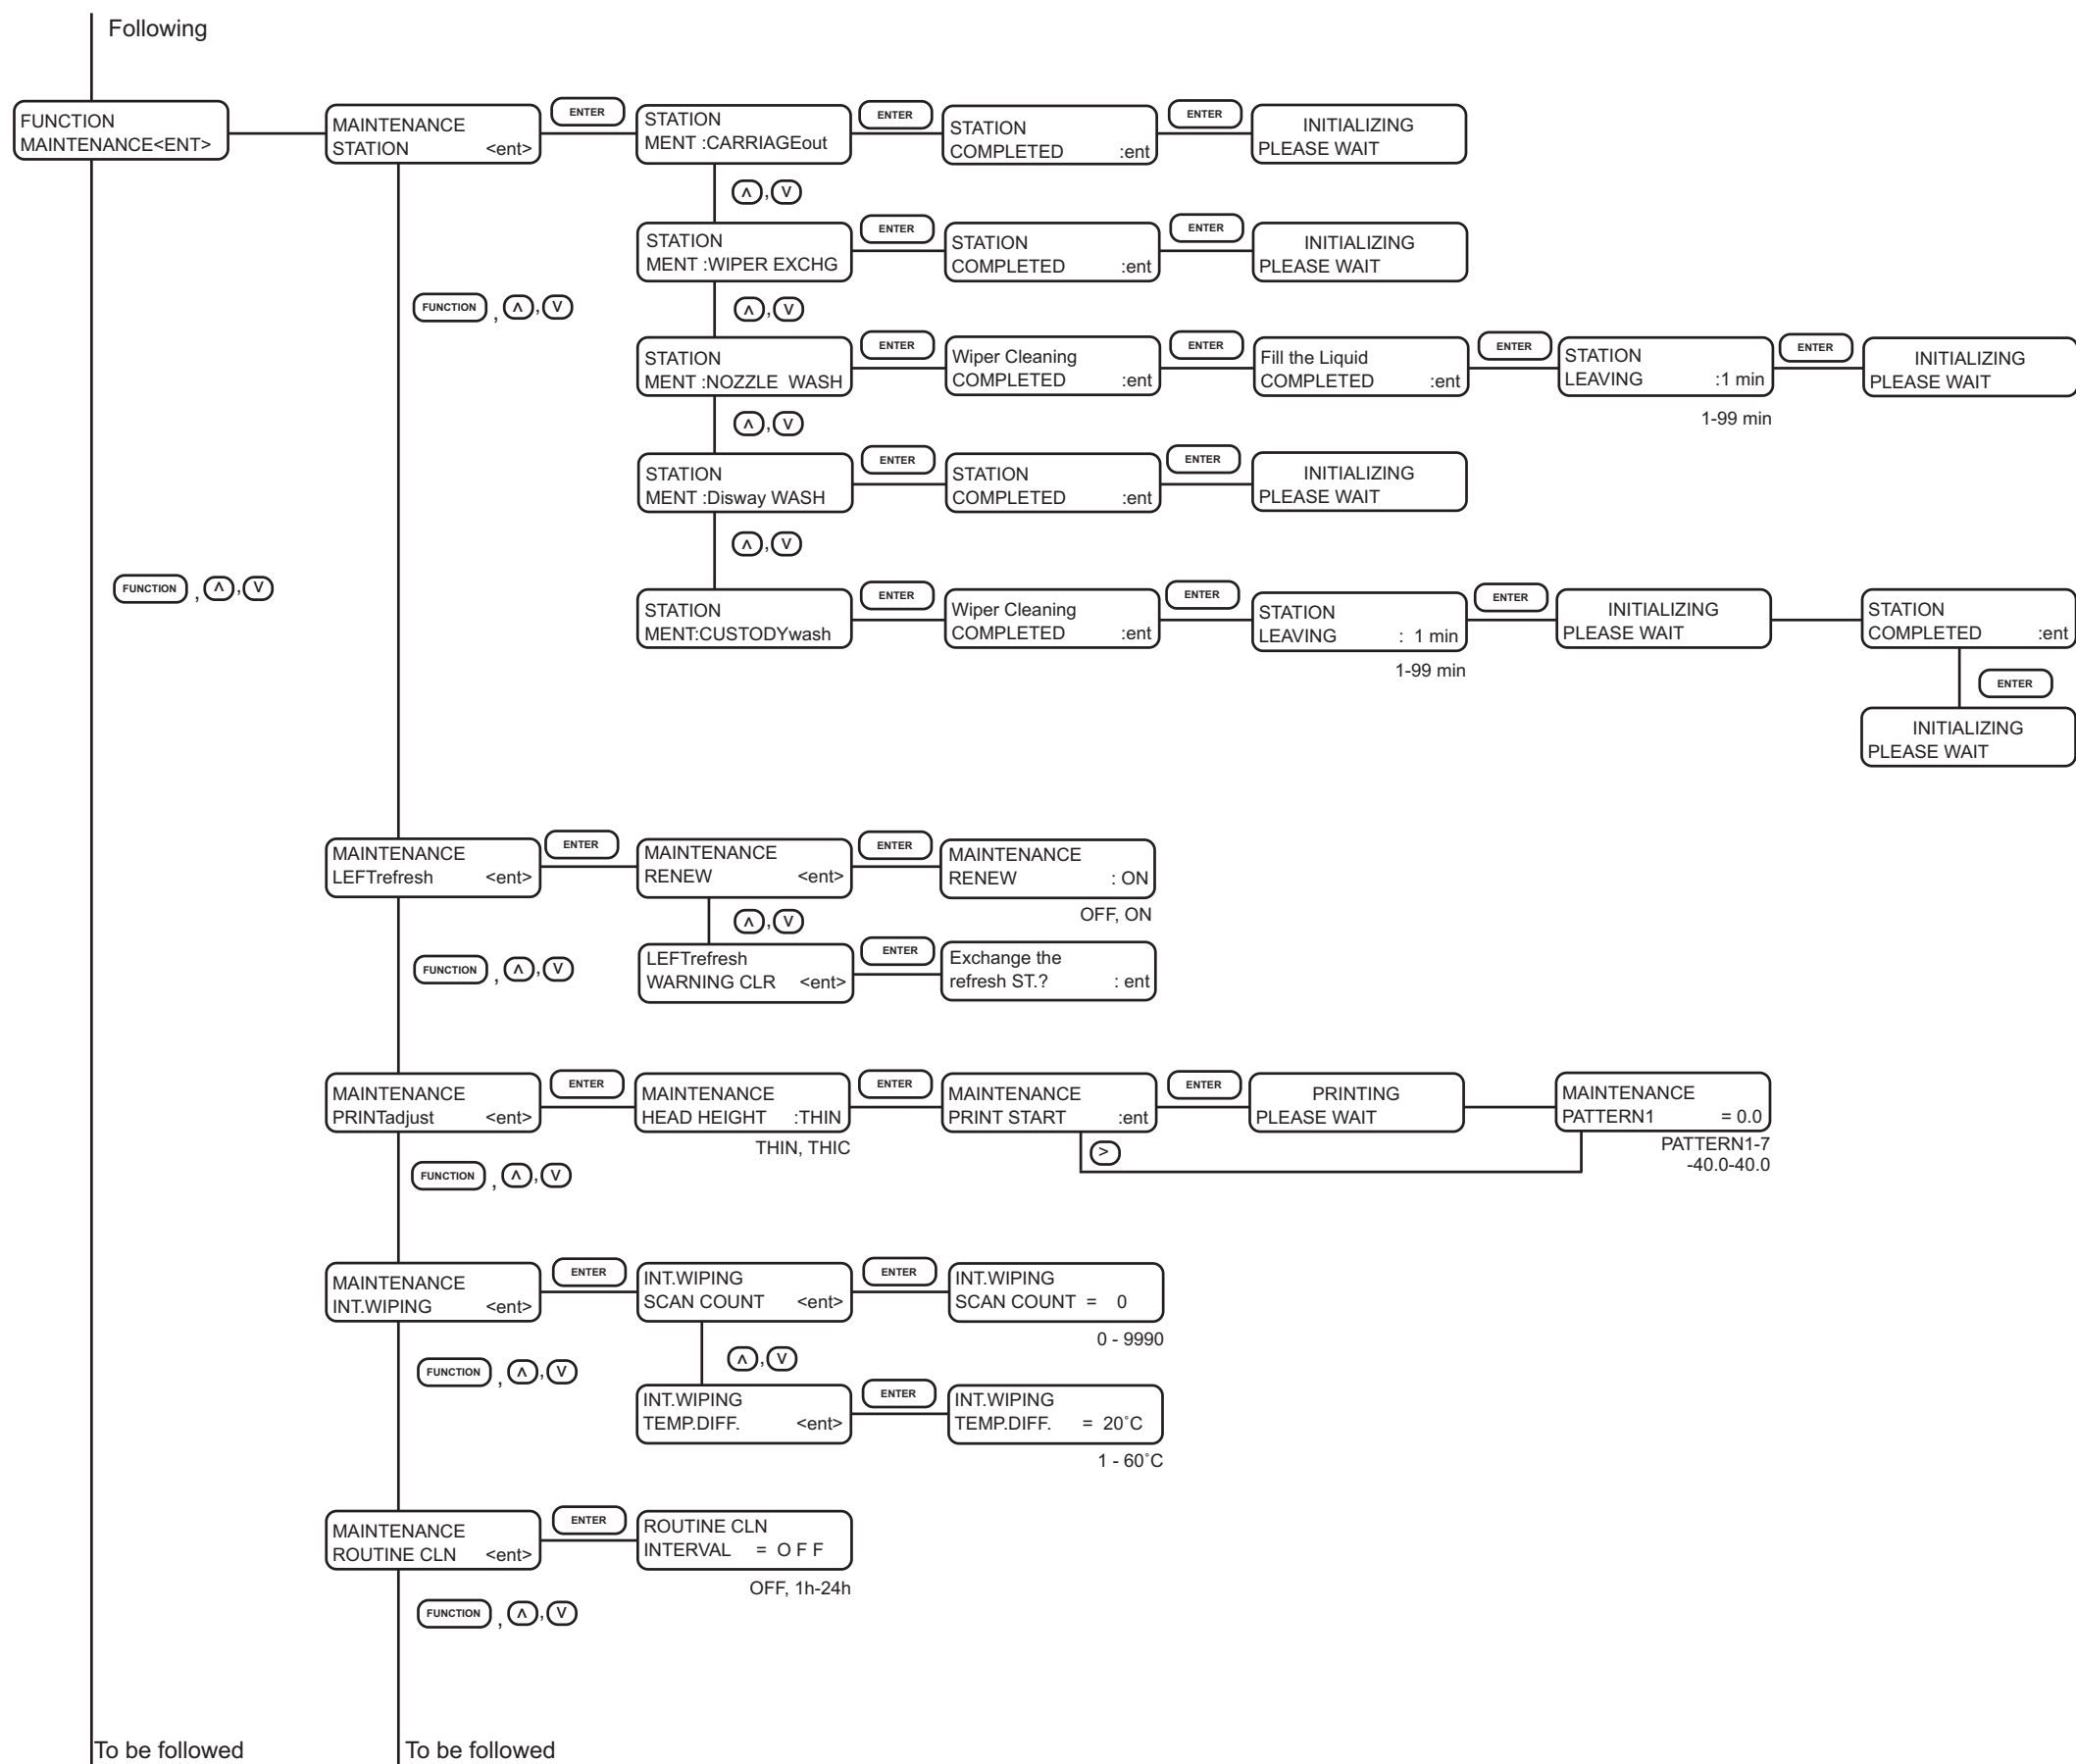 Following
FUNCTION
MAINTENANCE<ENT>
MAINTENANCE
STATION <ent>
ENTER
STATION
MENT :CARRIAGEout
ENTER
STATION
COMPLETED :ent
ENTER
INITIALIZING
PLEASE WAIT
∧ , ∨
STATION
MENT :WIPER EXCHG
ENTER
STATION
COMPLETED :ent
ENTER
INITIALIZING
PLEASE WAIT
FUNCTION , ∧ , ∨
∧ , ∨
STATION
MENT :NOZZLE WASH
ENTER
Wiper Cleaning
COMPLETED :ent
ENTER
Fill the Liquid
COMPLETED :ent
ENTER
STATION
LEAVING :1 min
1-99 min
ENTER
INITIALIZING
PLEASE WAIT
∧ , ∨
STATION
MENT :Disway WASH
ENTER
STATION
COMPLETED :ent
ENTER
INITIALIZING
PLEASE WAIT
∧ , ∨
FUNCTION , ∧ , ∨
STATION
MENT:CUSTODYwash
ENTER
Wiper Cleaning
COMPLETED :ent
ENTER
STATION
LEAVING : 1 min
1-99 min
ENTER
INITIALIZING
PLEASE WAIT
STATION
COMPLETED :ent
ENTER
INITIALIZING
PLEASE WAIT
MAINTENANCE
LEFTrefresh <ent>
ENTER
MAINTENANCE
RENEW <ent>
ENTER
MAINTENANCE
RENEW : ON
OFF, ON
∧ , ∨
FUNCTION , ∧ , ∨
LEFTrefresh
WARNING CLR <ent>
ENTER
Exchange the
refresh ST.? : ent
MAINTENANCE
PRINTadjust <ent>
ENTER
MAINTENANCE
HEAD HEIGHT :THIN
THIN, THIC
ENTER
MAINTENANCE
PRINT START :ent
ENTER
PRINTING
PLEASE WAIT
MAINTENANCE
PATTERN1 = 0.0
PATTERN1-7
-40.0-40.0
>
FUNCTION , ∧ , ∨
MAINTENANCE
INT.WIPING <ent>
ENTER
INT.WIPING
SCAN COUNT <ent>
ENTER
INT.WIPING
SCAN COUNT = 0
0 - 9990
∧ , ∨
FUNCTION , ∧ , ∨
INT.WIPING
TEMP.DIFF. <ent>
ENTER
INT.WIPING
TEMP.DIFF. = 20˚C
1 - 60˚C
MAINTENANCE
ROUTINE CLN <ent>
ENTER
ROUTINE CLN
INTERVAL = O F F
OFF, 1h-24h
FUNCTION , ∧ , ∨
To be followed
To be followed